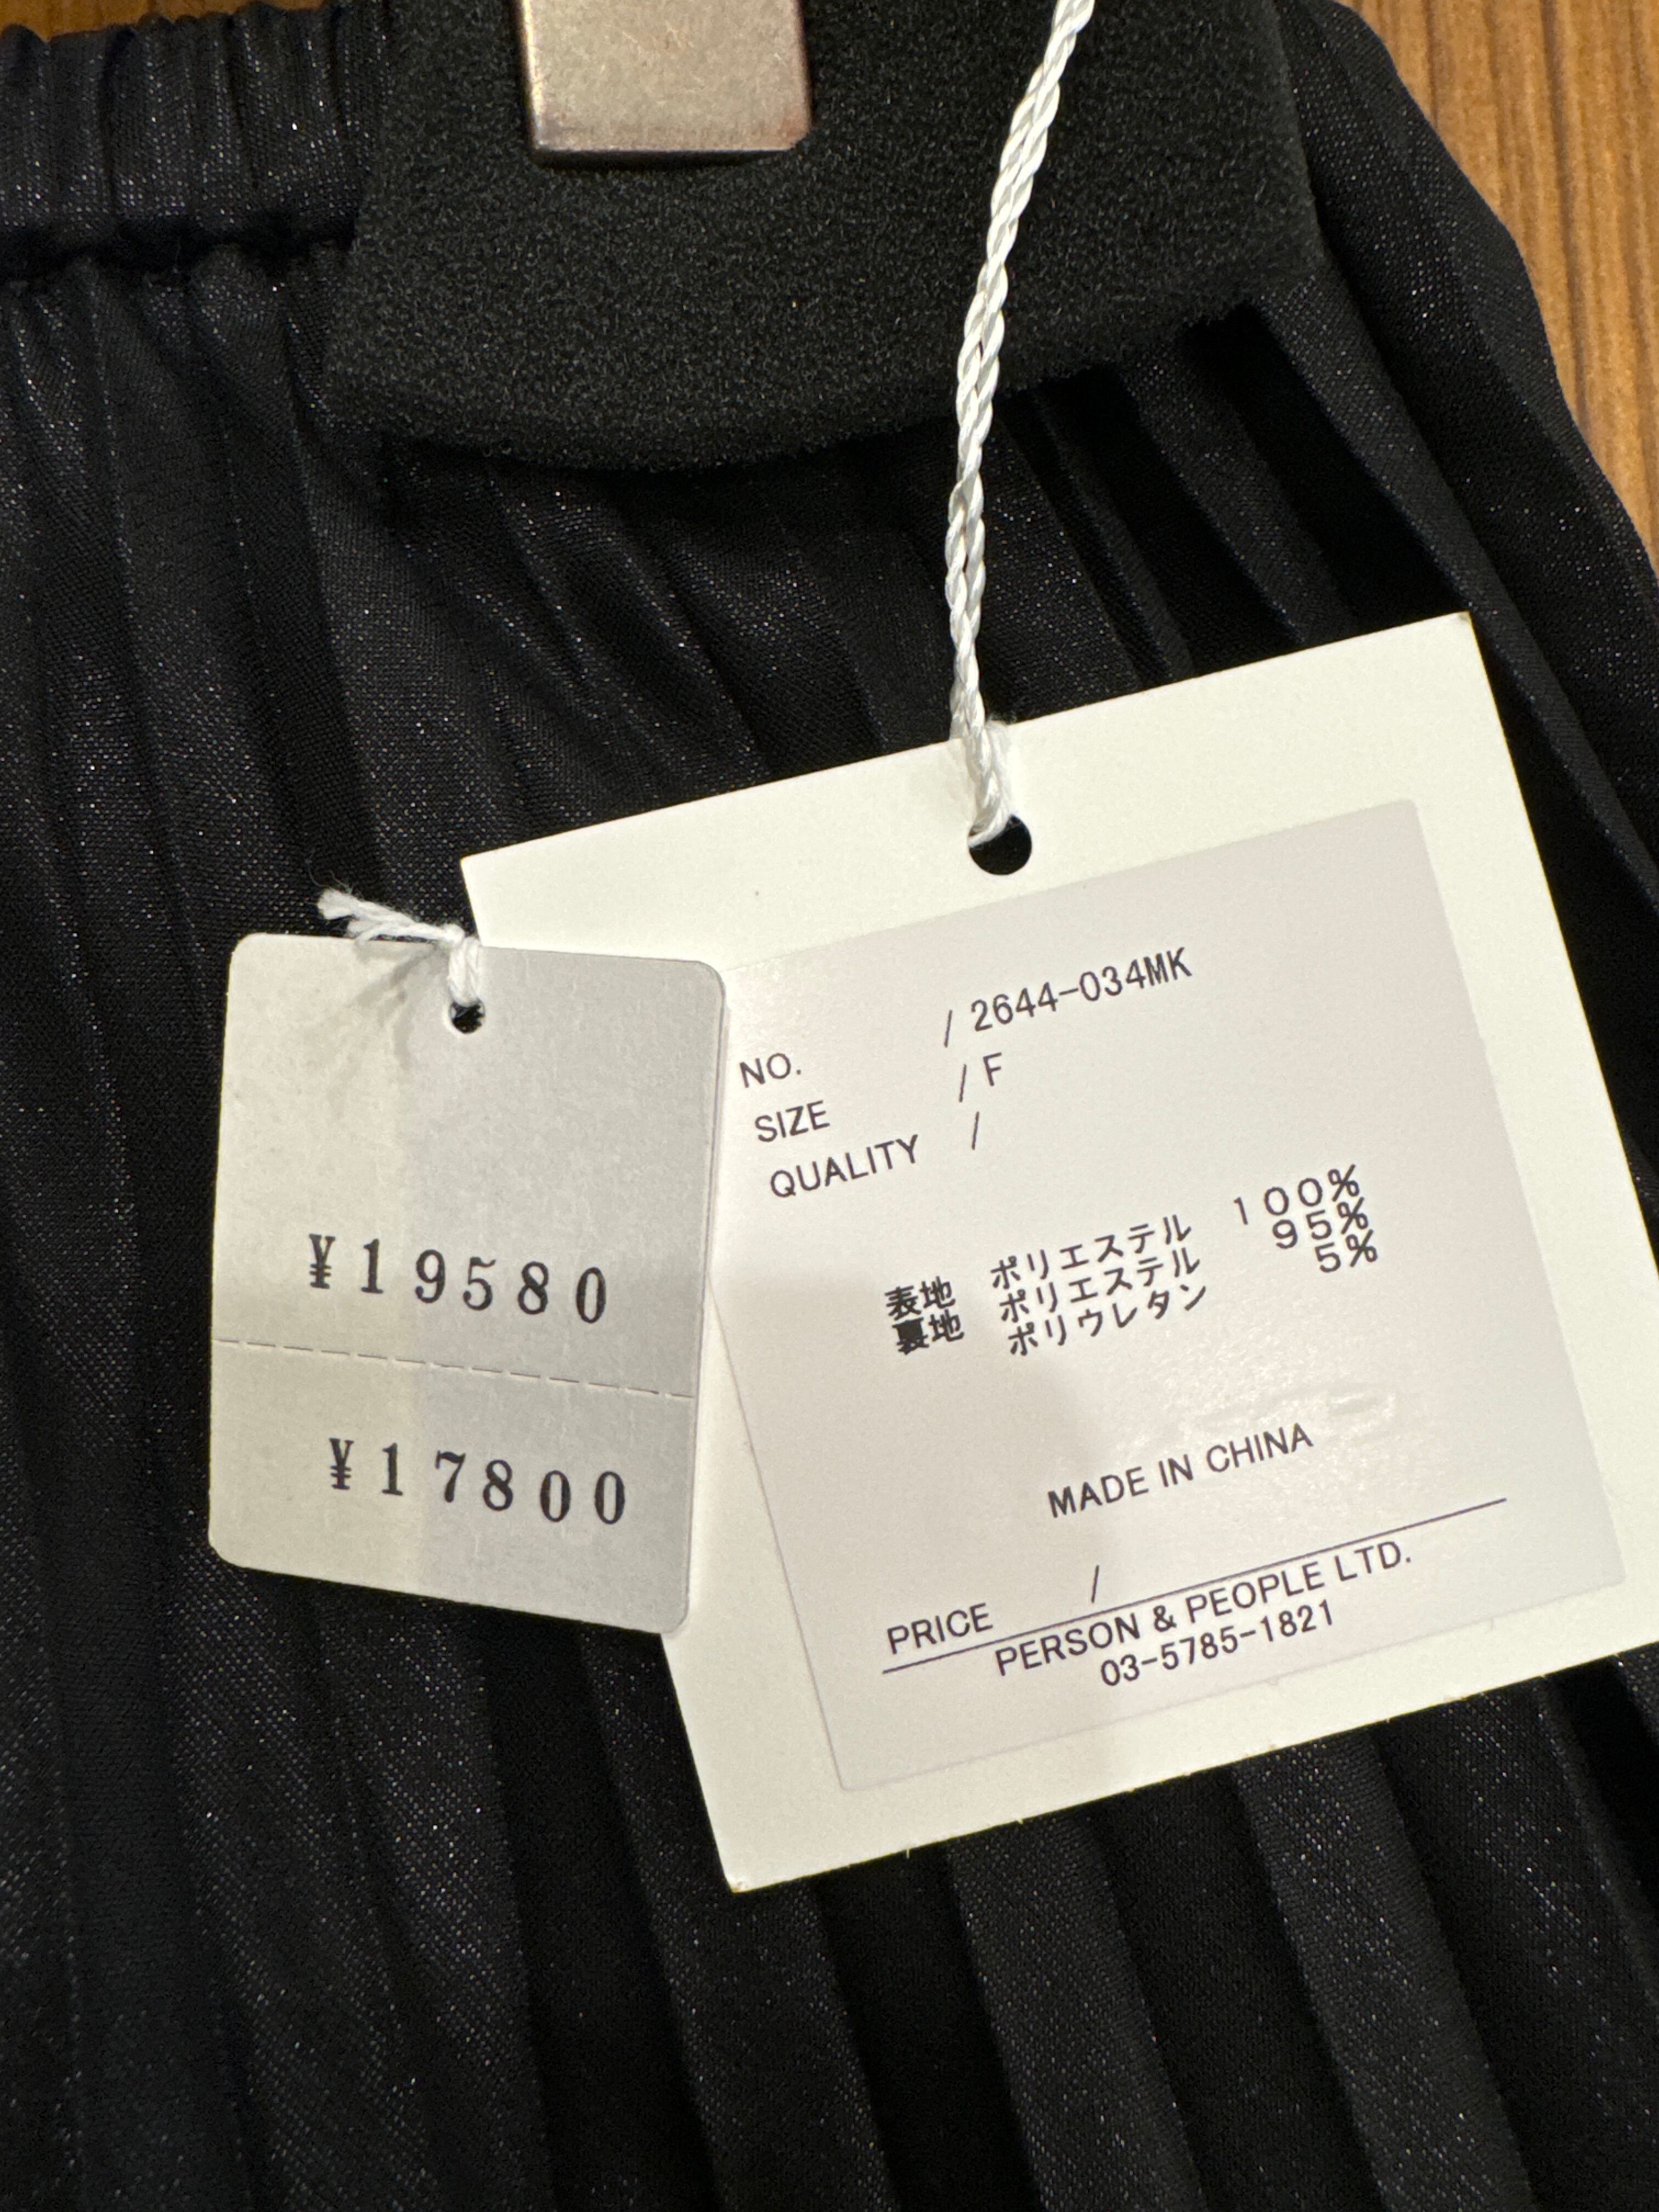 ¥19580
¥17800
NO. / 2644-034MK
SIZE / F
QUALITY /
表地 ポリエステル 100%
裏地 ポリエステル 95%
ポリウレタン 5%
MADE IN CHINA
PRICE /
PERSON & PEOPLE LTD.
03-5785-1821